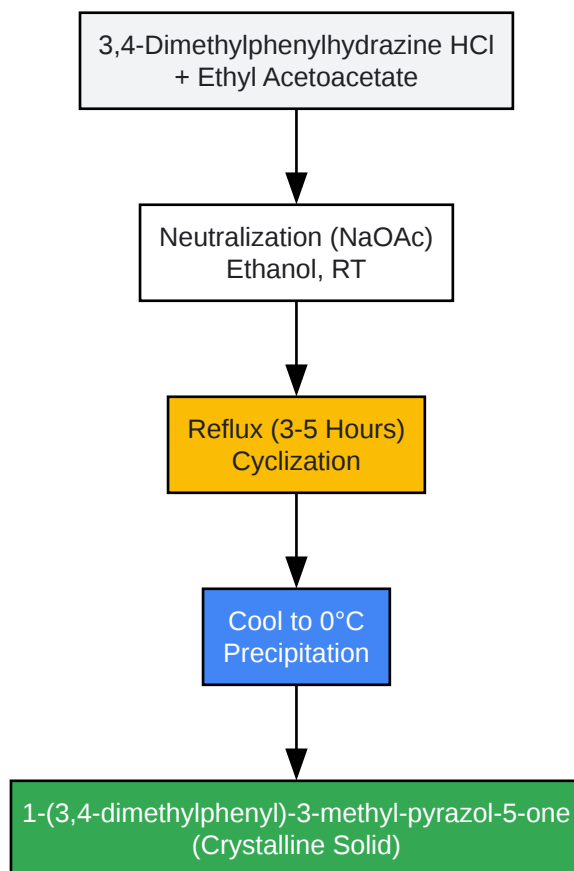 3,4-Dimethylphenylhydrazine HCl
+ Ethyl Acetoacetate
Neutralization (NaOAc)
Ethanol, RT
Reflux (3-5 Hours)
Cyclization
Cool to 0°C
Precipitation
1-(3,4-dimethylphenyl)-3-methyl-pyrazol-5-one
(Crystalline Solid)